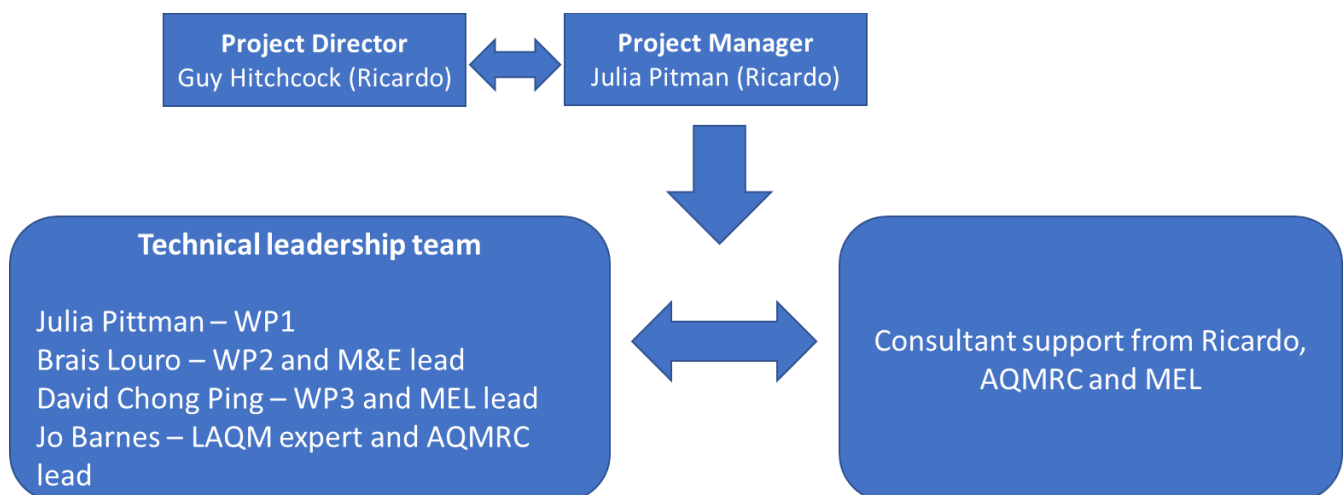 Project Director
Guy Hitchcock (Ricardo)
Project Manager
Julia Pitman (Ricardo)
Technical leadership team
Julia Pittman – WP1
Brais Louro – WP2 and M&E lead
David Chong Ping – WP3 and MEL lead
Jo Barnes – LAQM expert and AQMRC
lead
Consultant support from Ricardo,
AQMRC and MEL